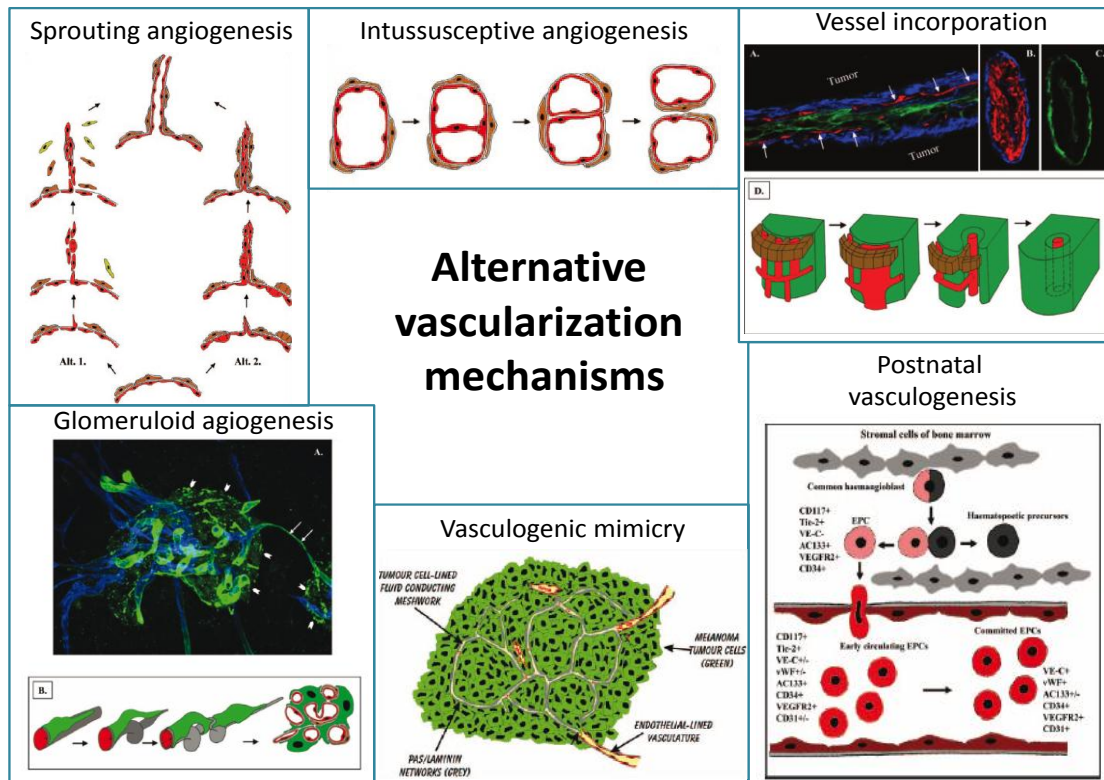 Sprouting angiogenesis
Alt. 1.
Alt. 2.
Intussusceptive angiogenesis
Vessel incorporation
A.
B.
C.
Tumor
Tumor
D.
Alternative
vascularization
mechanisms
Glomeruloid agiogenesis
A.
B.
Vasculogenic mimicry
TUMOUR CELL-LINED
FLUID CONDUCTING
MESHWORK
MELANOMA
TUMOUR CELLS
(GREEN)
ENDOTHELIAL-LINED
VASCULATURE
PAS/LAMININ
NETWORKS (GREY)
Postnatal
vasculogenesis
Stromal cells of bone marrow
Common haemangioblast
CD117+
Tie-2+
VE-C-
AC133+
VEGFR2+
CD34+
EPC
Haematopoetic precursors
CD117+
Tie-2+
VE-C+/-
vWF+/-
AC133+
CD34+
VEGFR2+
CD31+/-
Early circulating EPCs
Committed EPCs
VE-C+
vWF+
AC133+/-
CD34+
VEGFR2+
CD31+